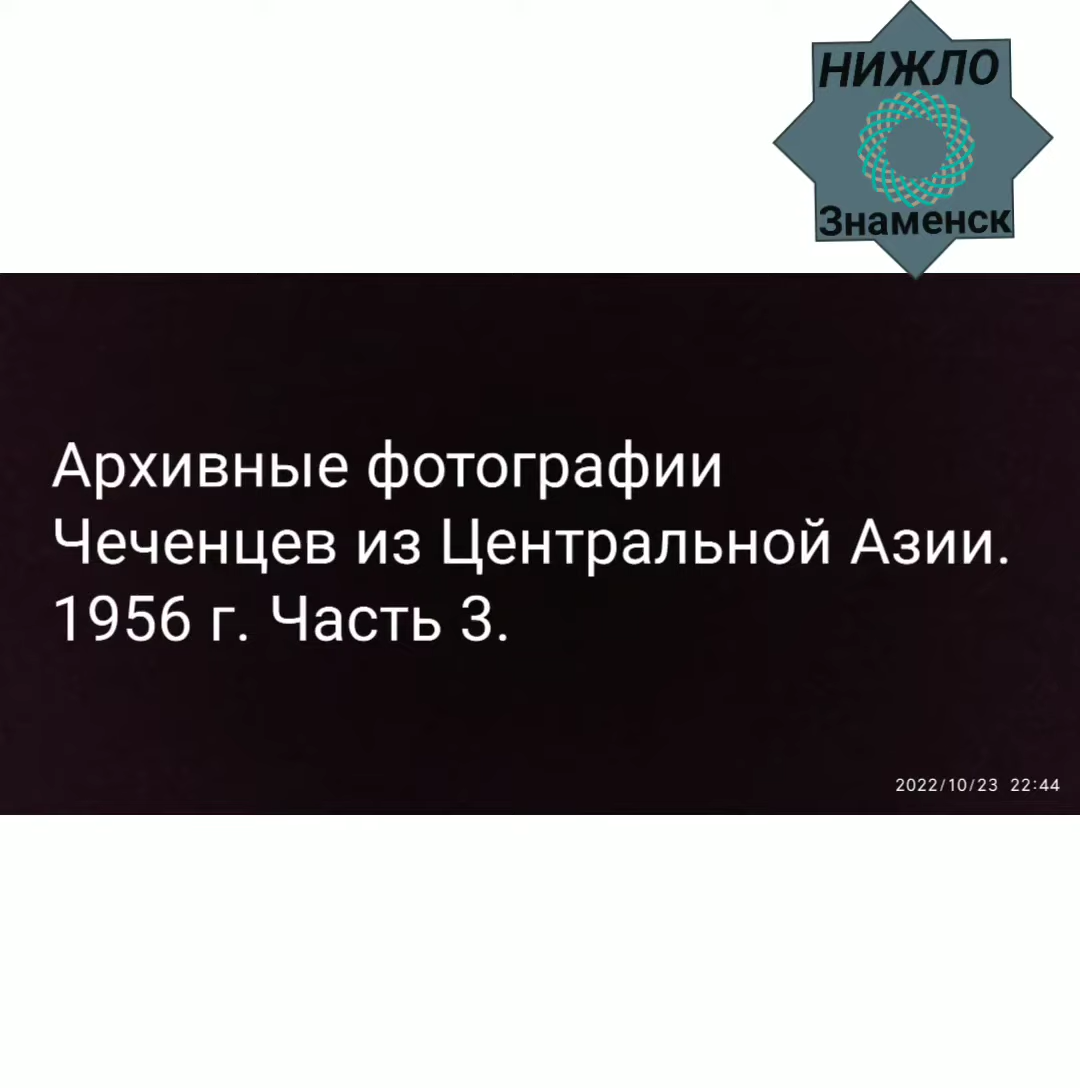 НИЖЛО
Знаменск
Архивные фотографии
Чеченцев из Центральной Азии.
1956 г. Часть 3.
2022/10/23 22:44